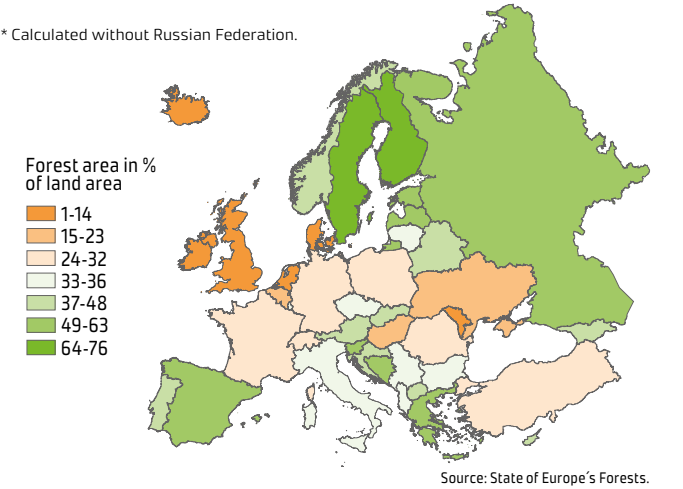 * Calculated without Russian Federation.
Forest area in %
of land area
1-14
15-23
24-32
33-36
37-48
49-63
64-76
Source: State of Europe´s Forests.